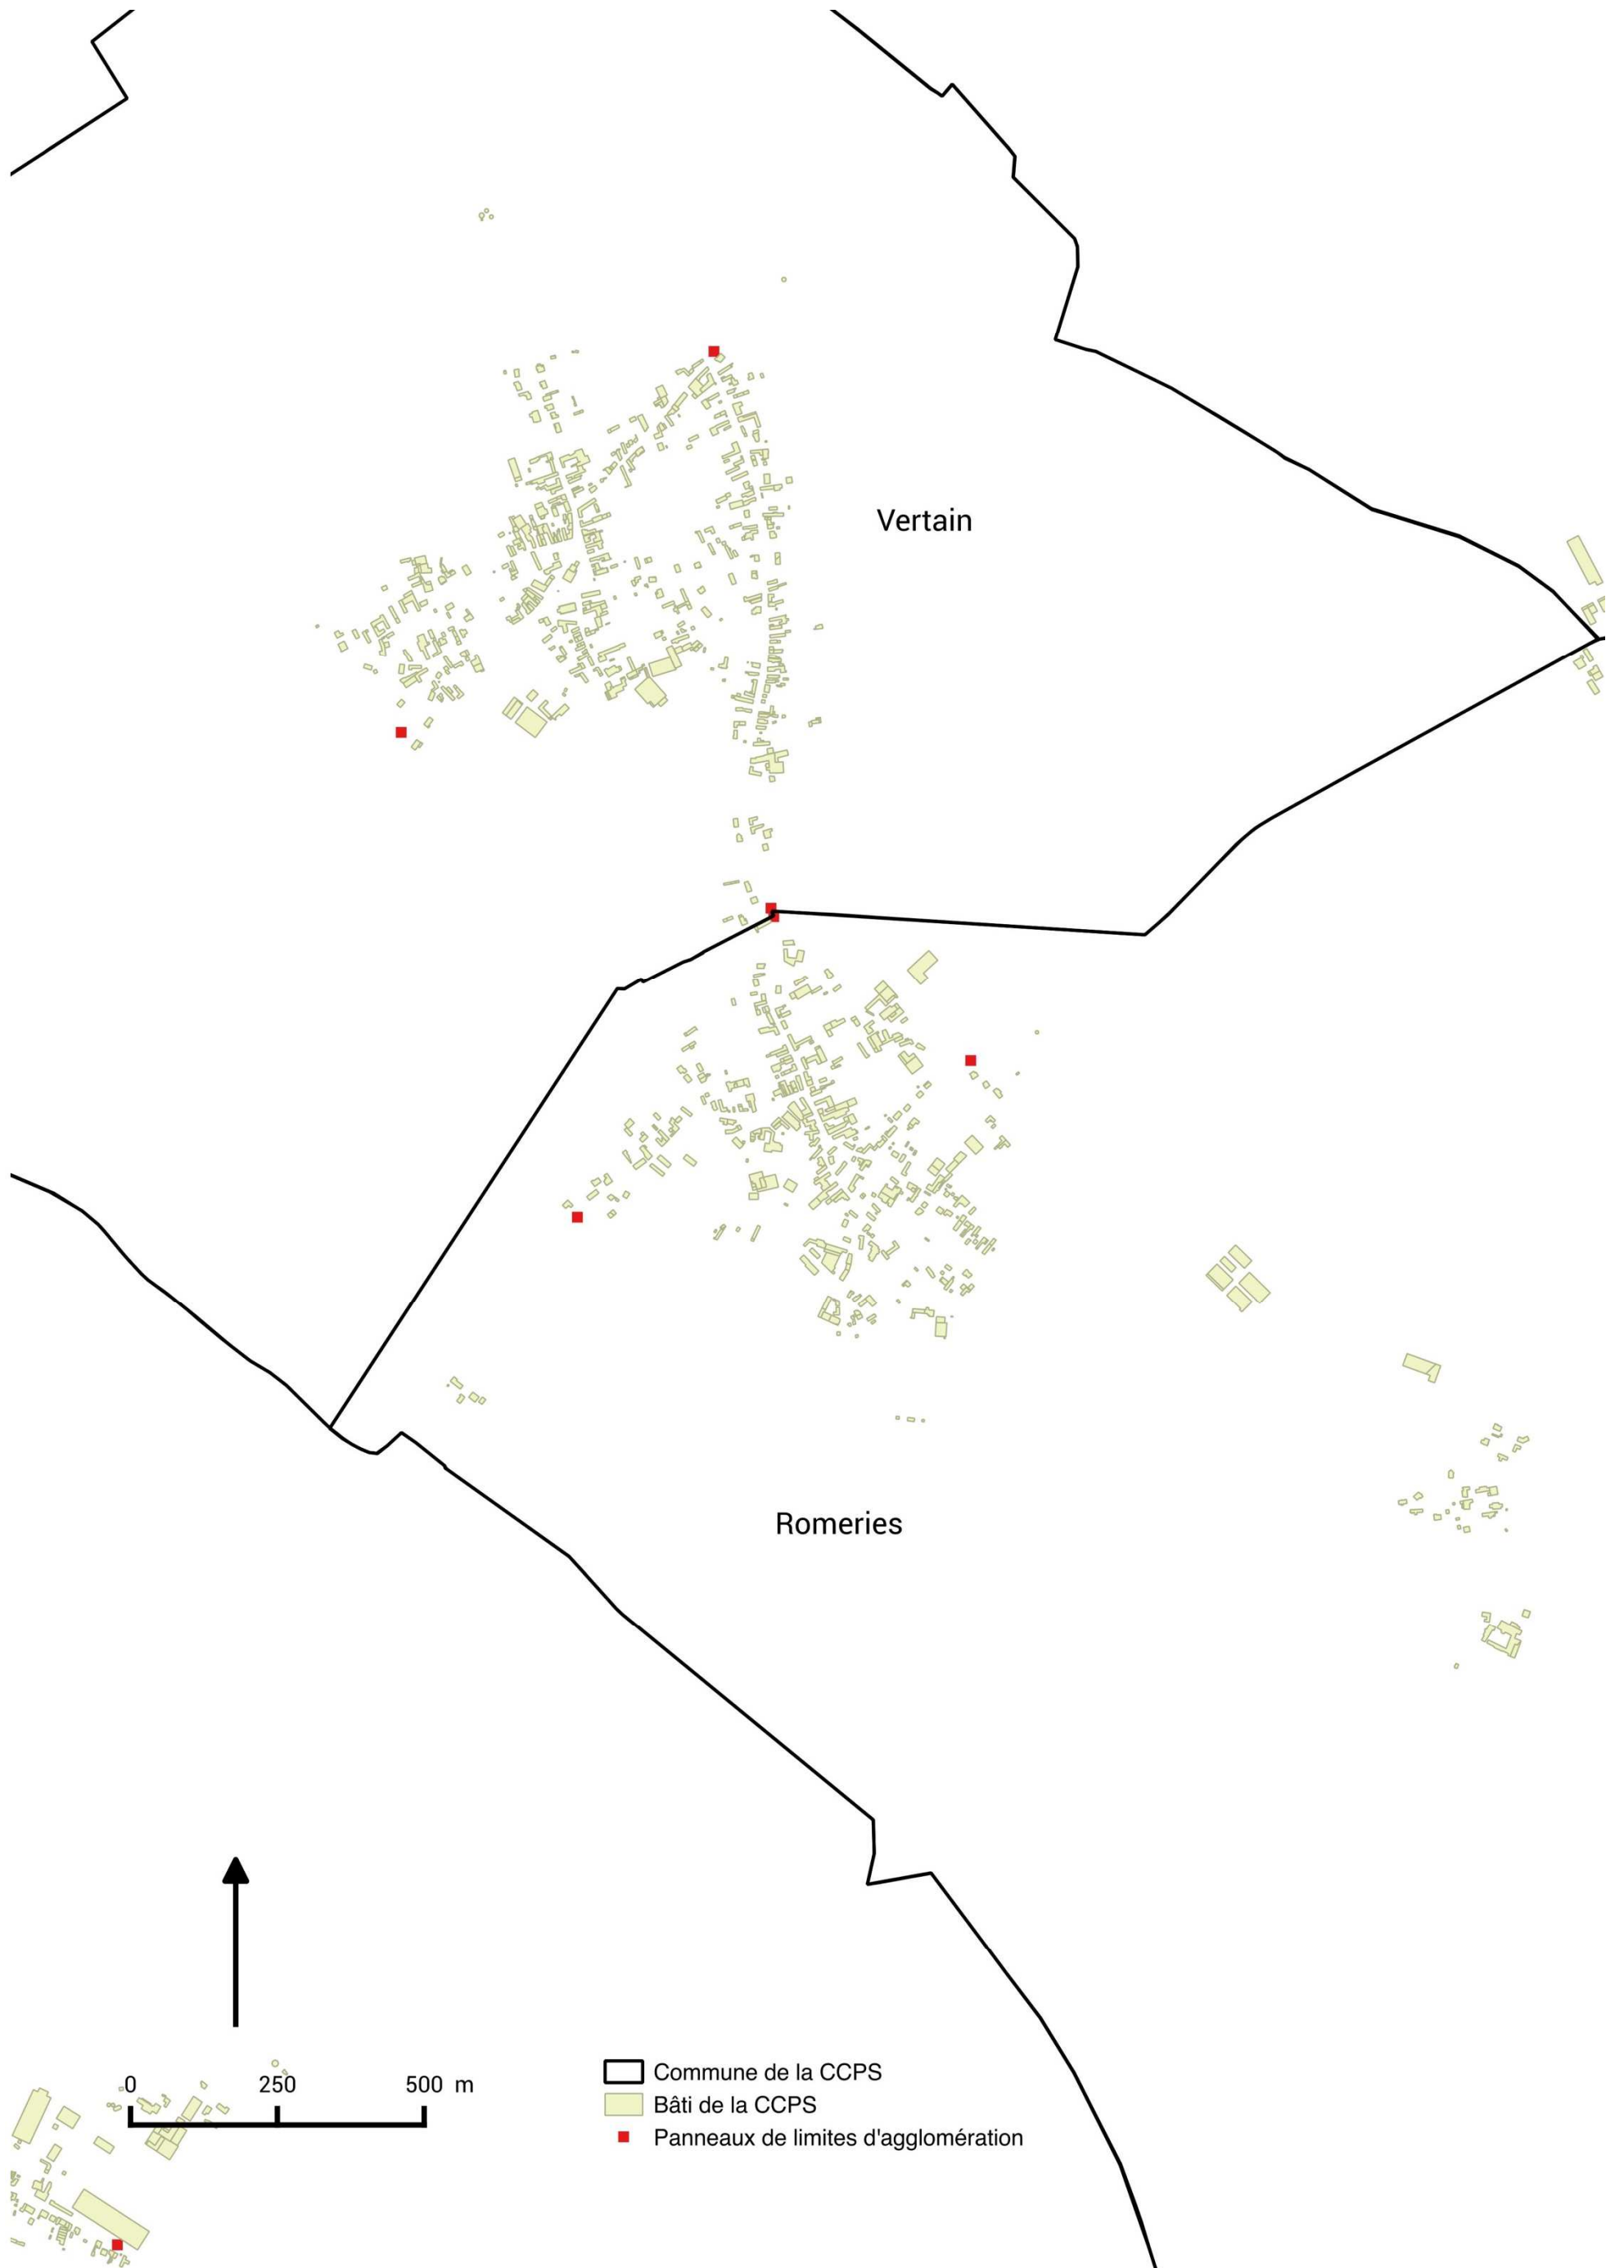 Vertain
Romeries
0 250 500 m
Commune de la CCPS
Bâti de la CCPS
Panneaux de limites d'agglomération